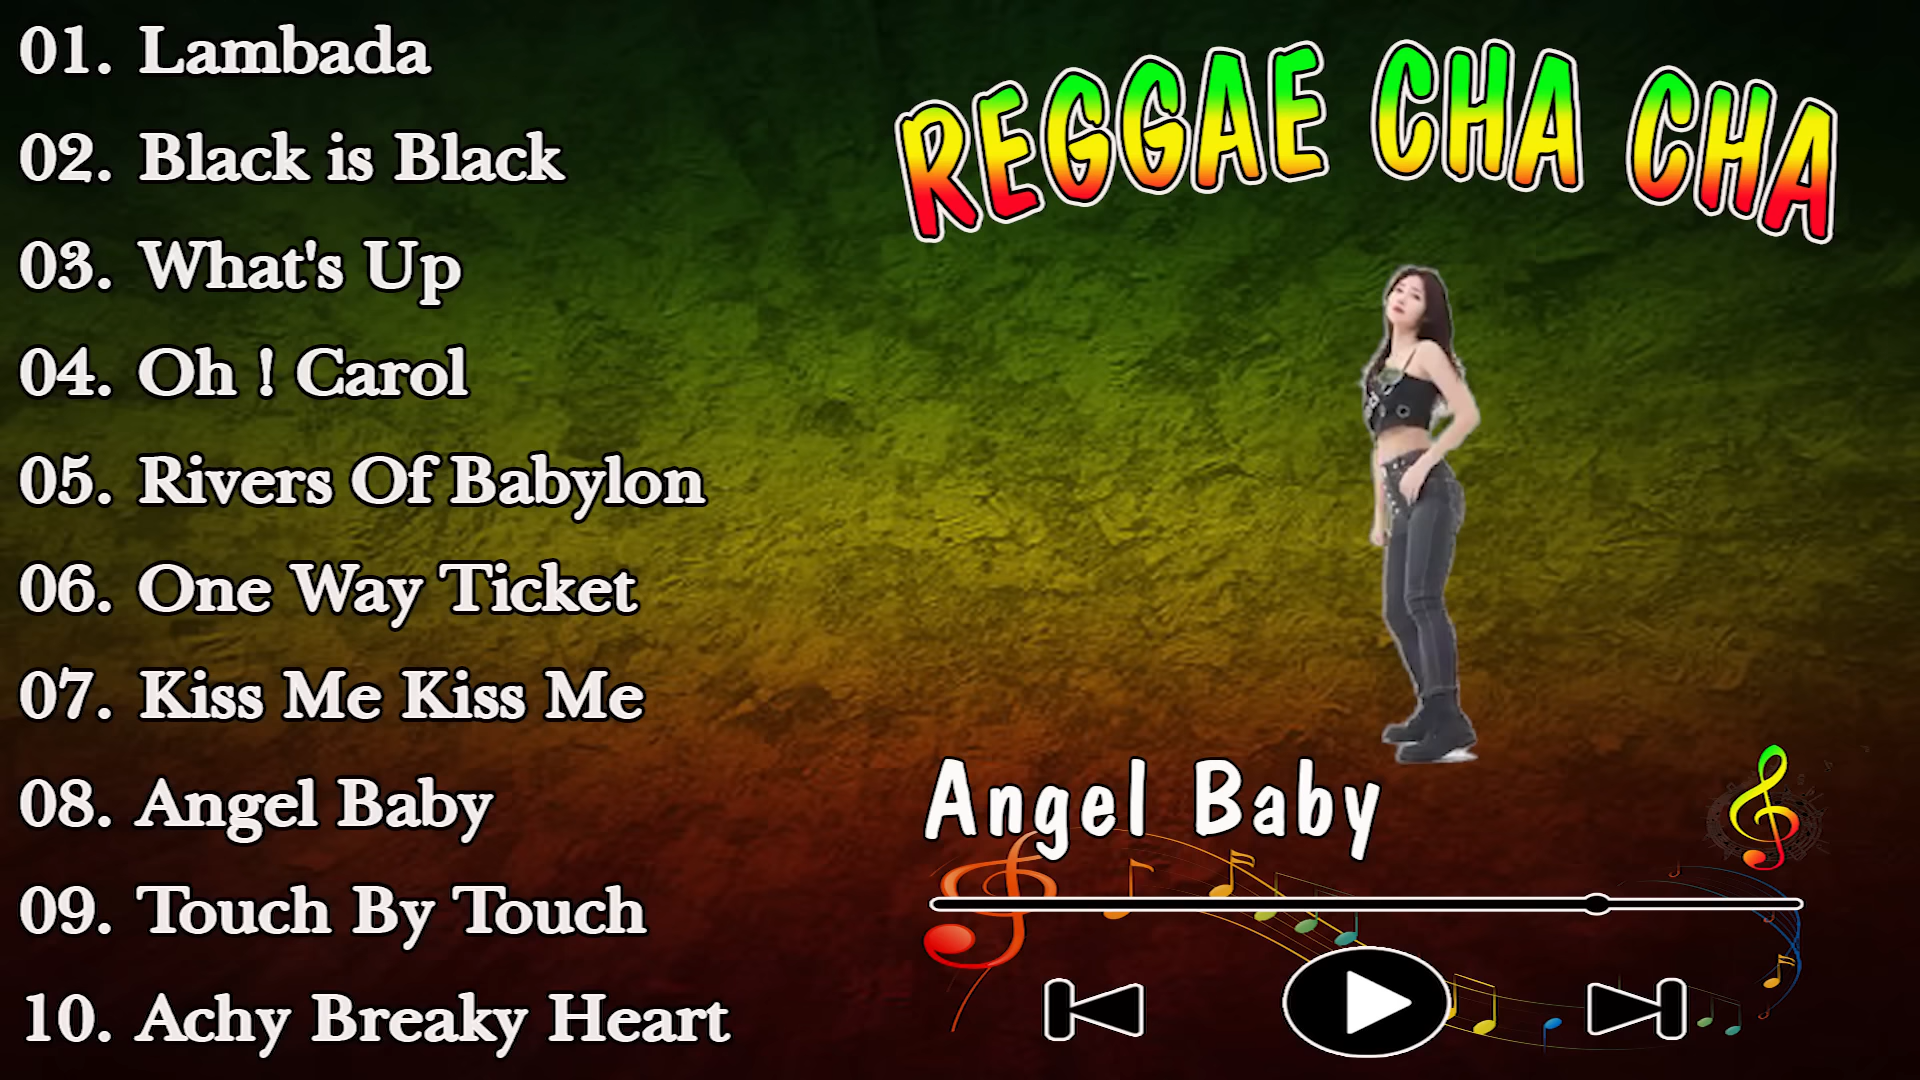 01. Lambada
02. Black is Black
03. What's Up
04. Oh ! Carol
05. Rivers Of Babylon
06. One Way Ticket
07. Kiss Me Kiss Me
08. Angel Baby
09. Touch By Touch
10. Achy Breaky Heart
REGGAE CHA CHA
Angel Baby